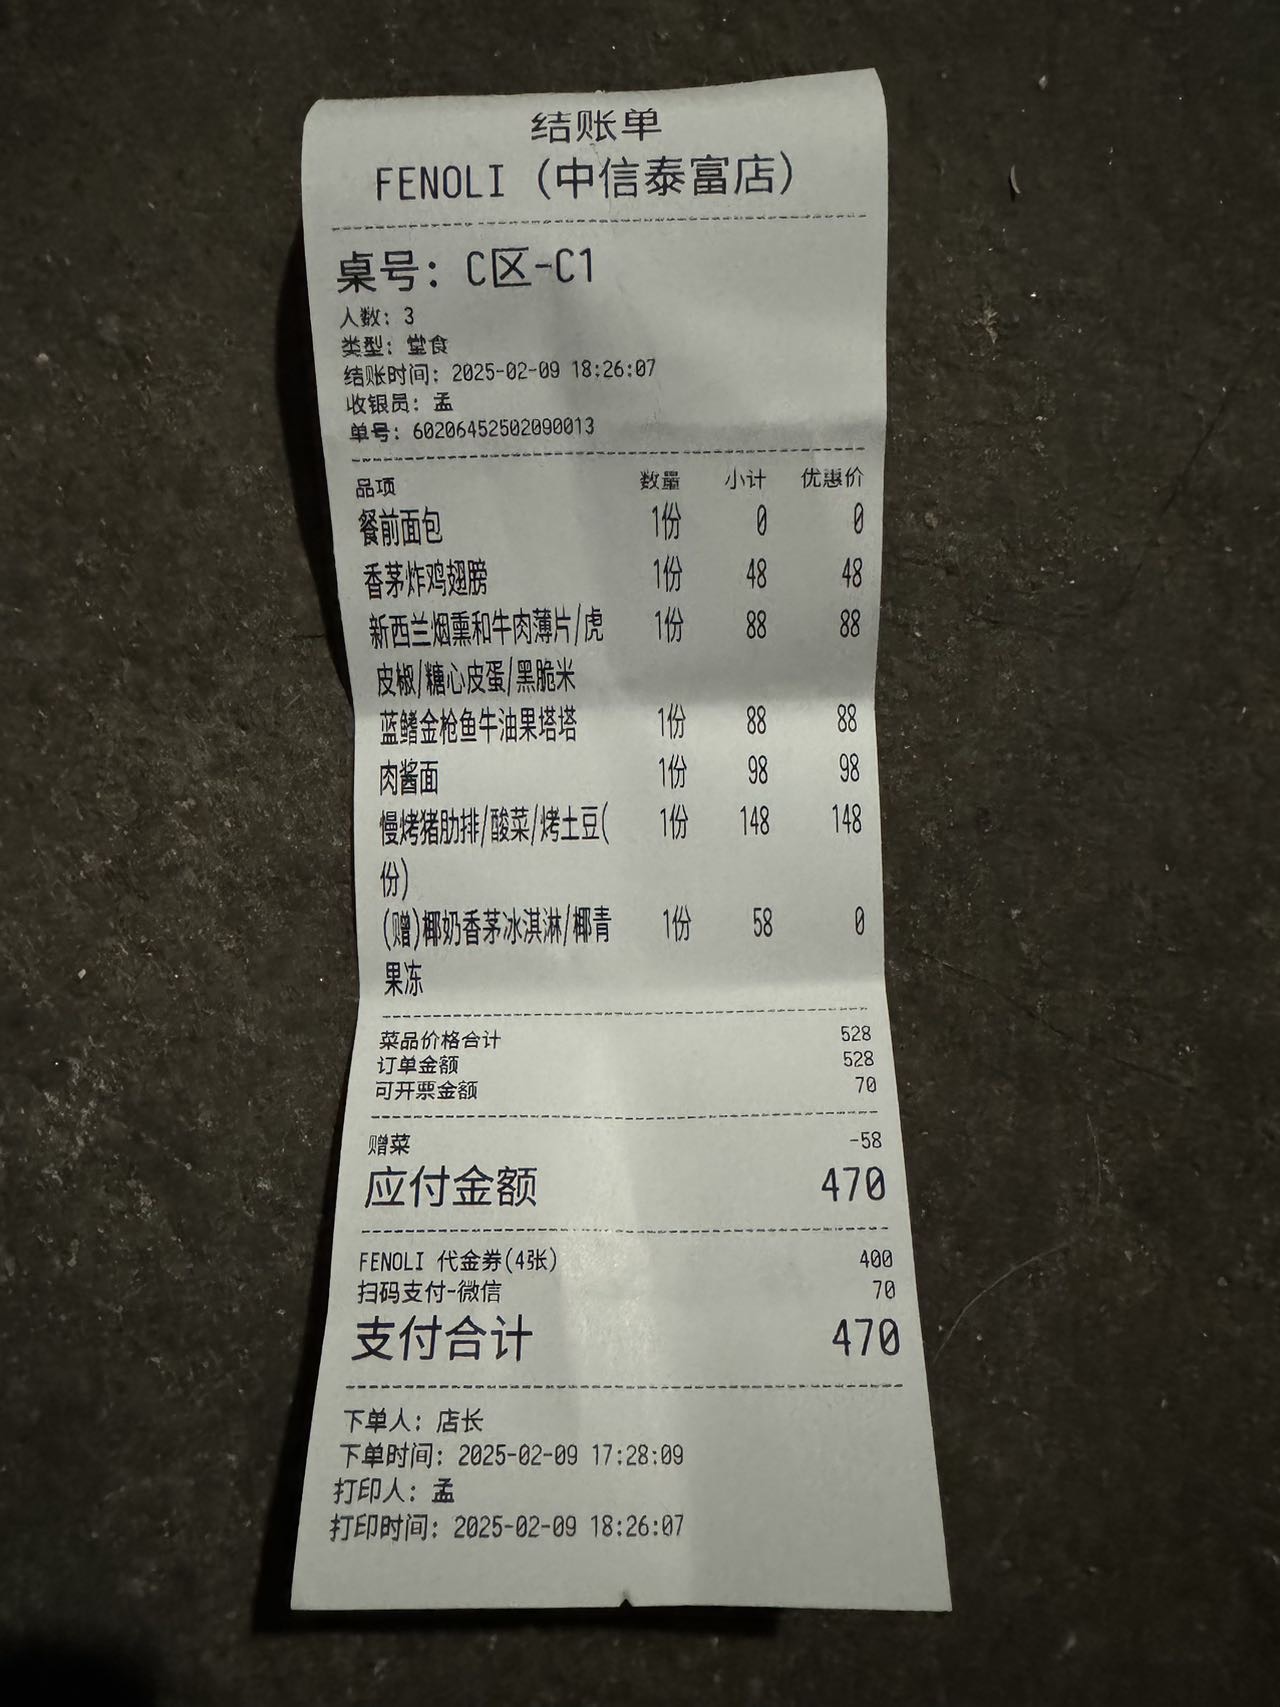 结账单
FENOLI (中信泰富店)
桌号: C区-C1
人数: 3
类型: 堂食
结账时间: 2025-02-09 18:26:07
收银员: 孟
单号: 60206452502090013
品项 数量 小计 优惠价
餐前面包 1份 0 0
香茅炸鸡翅膀 1份 48 48
新西兰烟熏和牛肉薄片/虎 1份 88 88
皮椒/糖心皮蛋/黑脆米
蓝鳍金枪鱼牛油果塔塔 1份 88 88
肉酱面 1份 98 98
慢烤猪肋排/酸菜/烤土豆( 1份 148 148
份)
(赠)椰奶香茅冰淇淋/椰青 1份 58 0
果冻
菜品价格合计 528
订单金额 528
可开票金额 70
赠菜 -58
应付金额 470
FENOLI 代金券(4张) 400
扫码支付-微信 70
支付合计 470
下单人: 店长
下单时间: 2025-02-09 17:28:09
打印人: 孟
打印时间: 2025-02-09 18:26:07